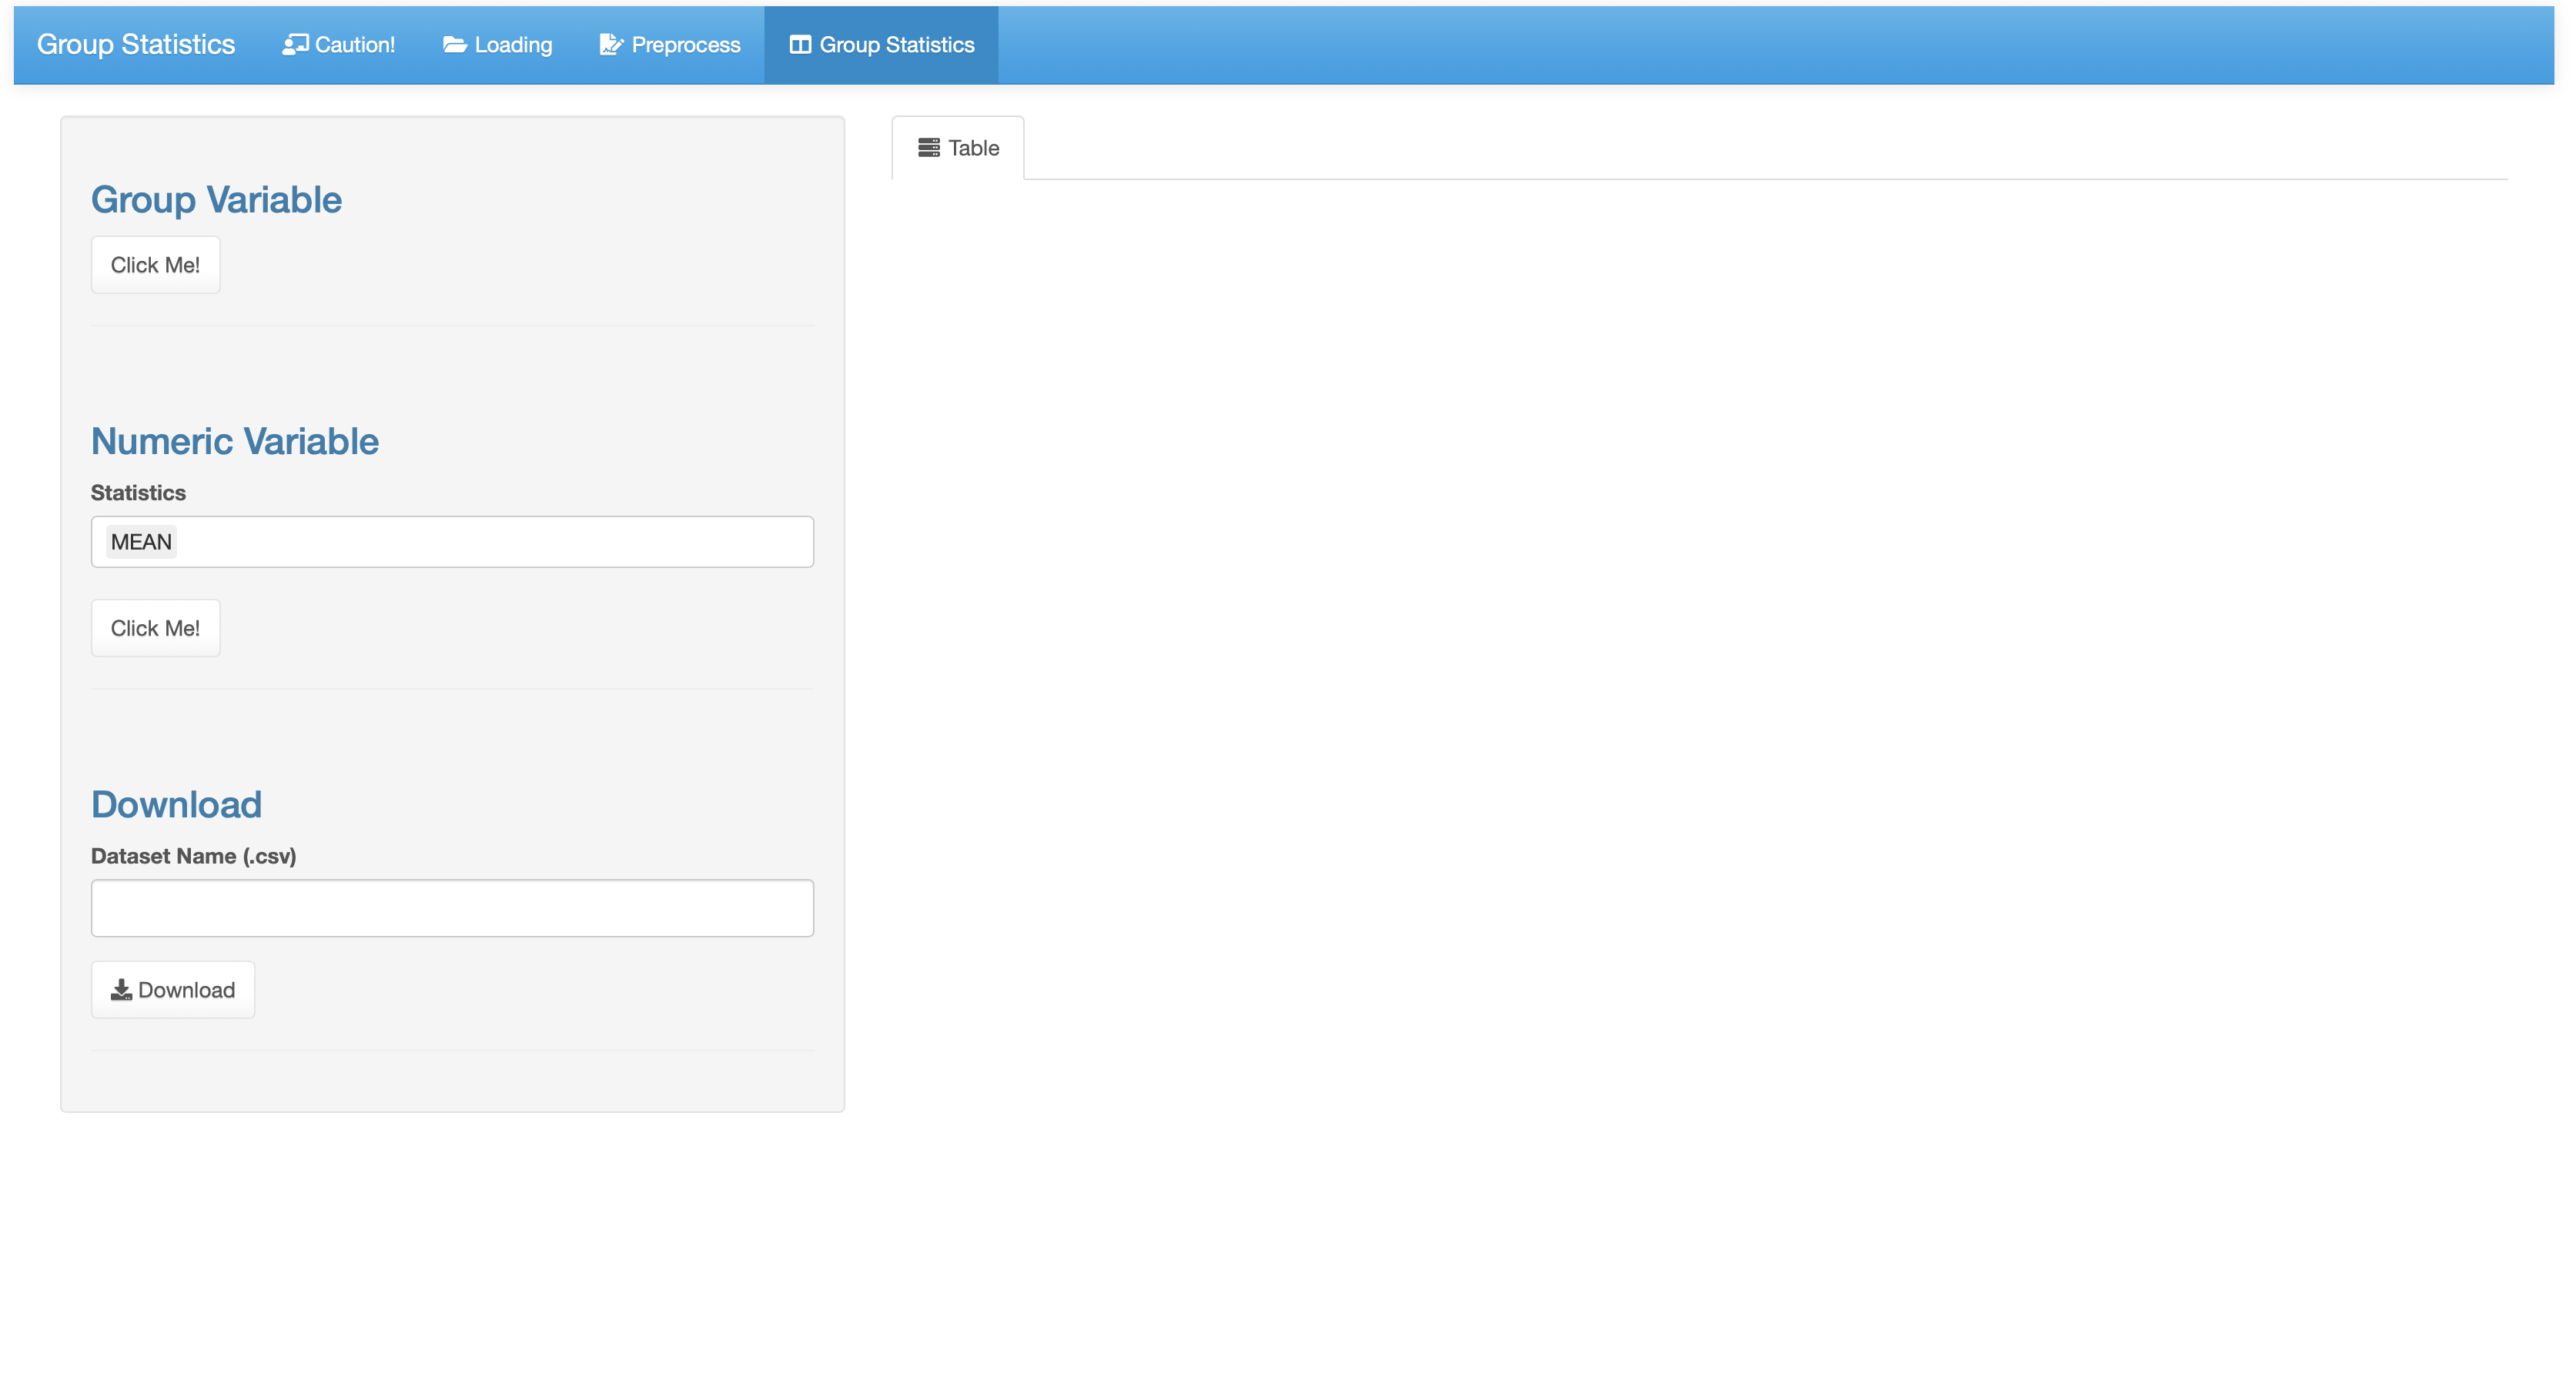 Group Statistics Caution! Loading Preprocess Group Statistics
Table
Group Variable
Click Me!
Numeric Variable
Statistics
MEAN
Click Me!
Download
Dataset Name (.csv)
Download